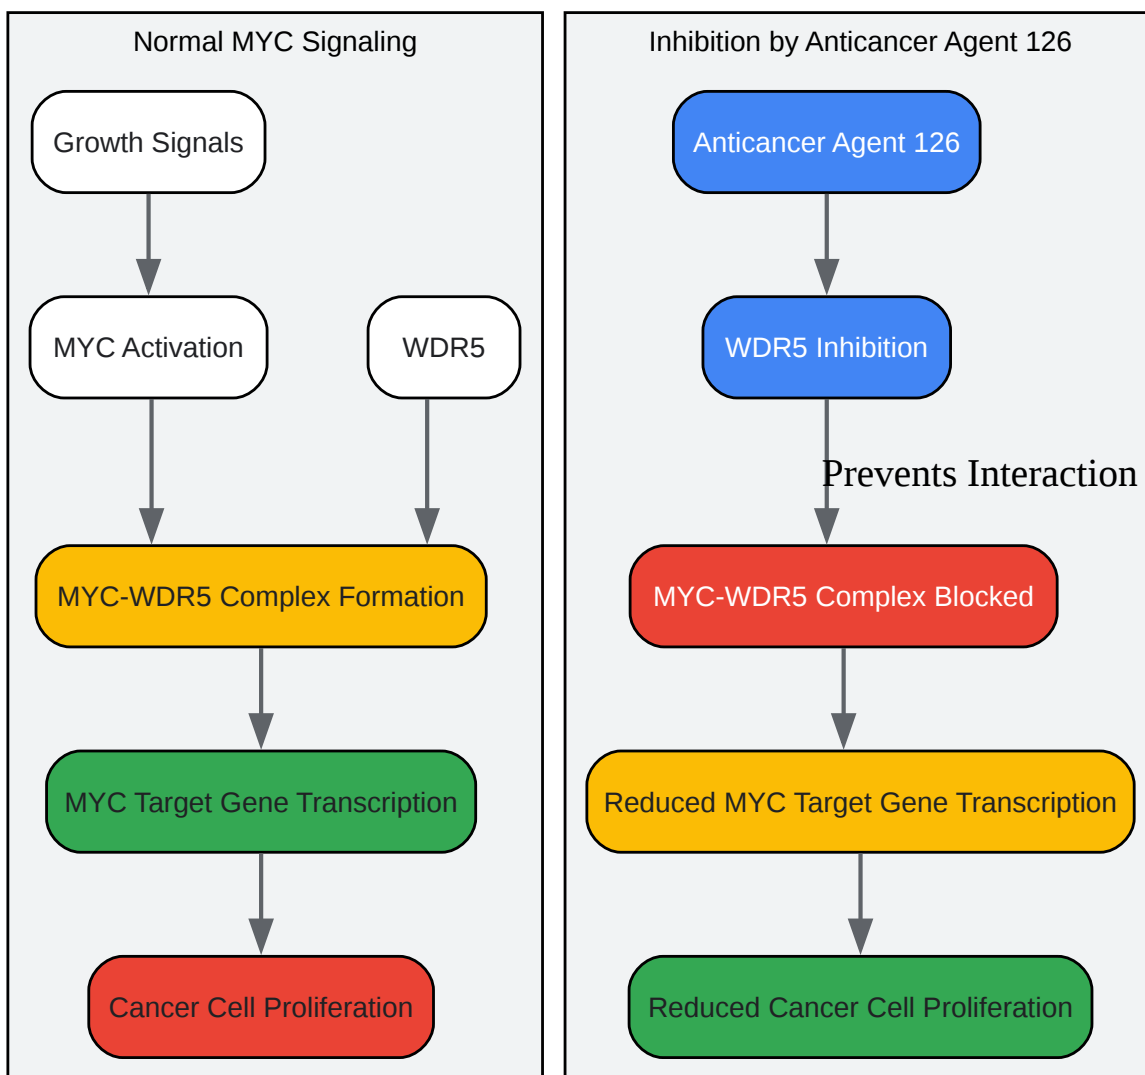 Normal MYC Signaling
Growth Signals
MYC Activation
WDR5
MYC-WDR5 Complex Formation
MYC Target Gene Transcription
Cancer Cell Proliferation
Inhibition by Anticancer Agent 126
Anticancer Agent 126
WDR5 Inhibition
Prevents Interaction
MYC-WDR5 Complex Blocked
Reduced MYC Target Gene Transcription
Reduced Cancer Cell Proliferation